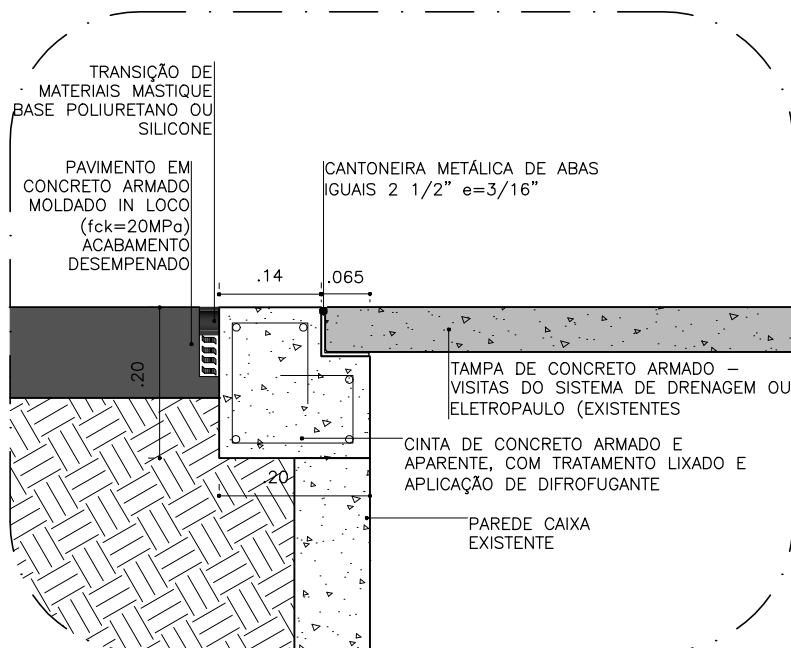 TRANSIÇÃO DE
MATERIAIS MASTIQUE
BASE POLIURETANO OU
SILICONE
PAVIMENTO EM
CONCRETO ARMADO
MOLDADO IN LOCO
(fck=20MPa)
ACABAMENTO
DESEMPENADO
CANTONEIRA METÁLICA DE ABAS
IGUAIS 2 1/2" e=3/16"
.14
.065
.20
TAMPA DE CONCRETO ARMADO –
VISITAS DO SISTEMA DE DRENAGEM OU
ELETROPAULO (EXISTENTES
CINTA DE CONCRETO ARMADO E
APARENTE, COM TRATAMENTO LIXADO E
APLICAÇÃO DE DIFROFUGANTE
.20
PAREDE CAIXA
EXISTENTE